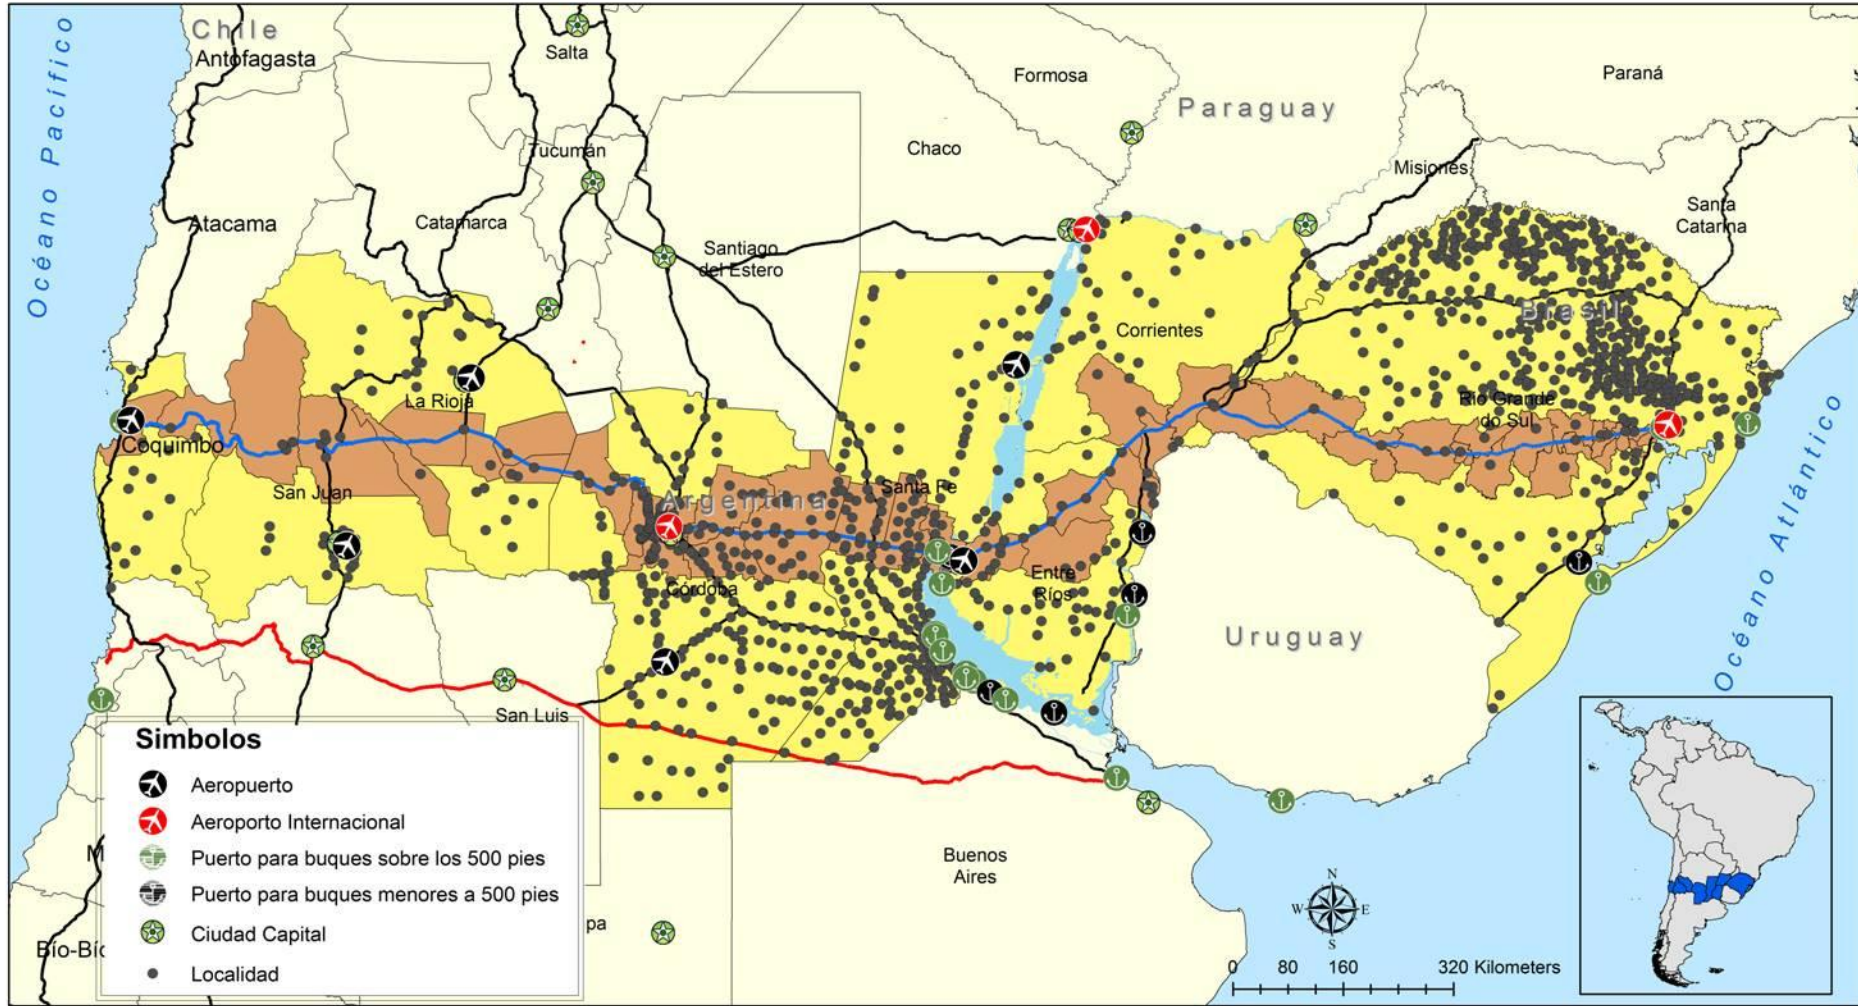 Océano Pacífico
Chile
Antofagasta
Salta
Formosa
Paraná
Paraguay
Tucumán
Chaco
Misiones
Atacama
Catamarca
Santiago
del Estero
Santa
Catarina
Brasil
Corrientes
La Rioja
Rio Grande
do Sul
Coquimbo
San Juan
Argentina
Santa Fe
Córdoba
Entre
Ríos
Uruguay
Océano Atlántico
San Luis
Buenos
Aires
M
Bío-Bío
pa
Simbolos
Aeropuerto
Aeroporto Internacional
Puerto para buques sobre los 500 pies
Puerto para buques menores a 500 pies
Ciudad Capital
Localidad
N
W E
S
0 80 160 320 Kilometers